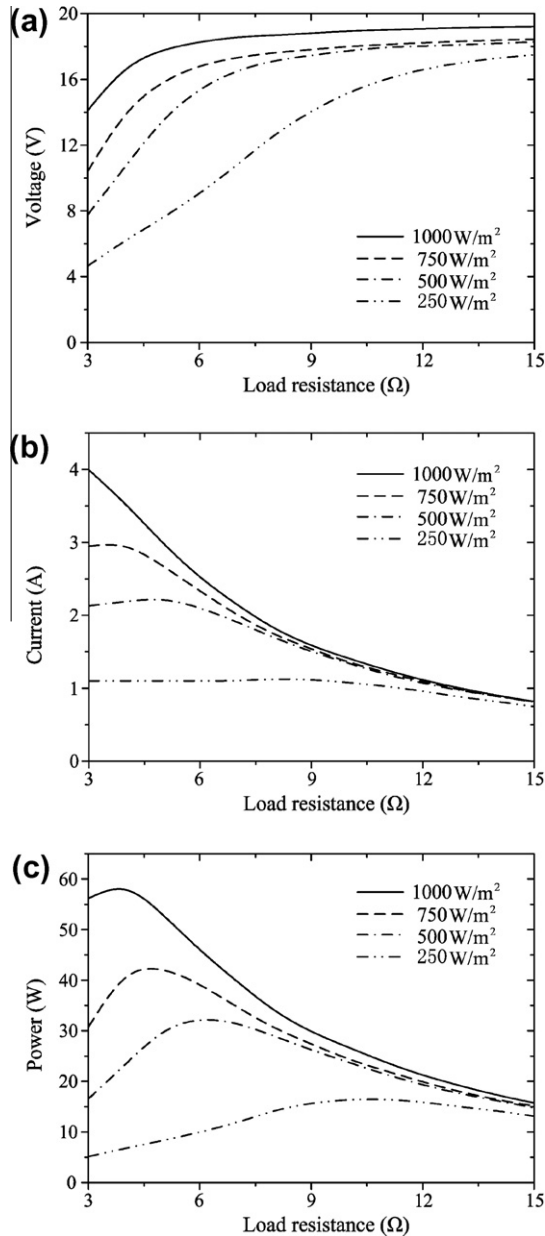 (a)
20
16
12
8
4
0
Voltage (V)
1000 W/m²
750 W/m²
500 W/m²
250 W/m²
3 6 9 12 15
Load resistance (Ω)
(b)
4
3
2
1
0
Current (A)
1000 W/m²
750 W/m²
500 W/m²
250 W/m²
3 6 9 12 15
Load resistance (Ω)
(c)
60
50
40
30
20
10
0
Power (W)
1000 W/m²
750 W/m²
500 W/m²
250 W/m²
3 6 9 12 15
Load resistance (Ω)